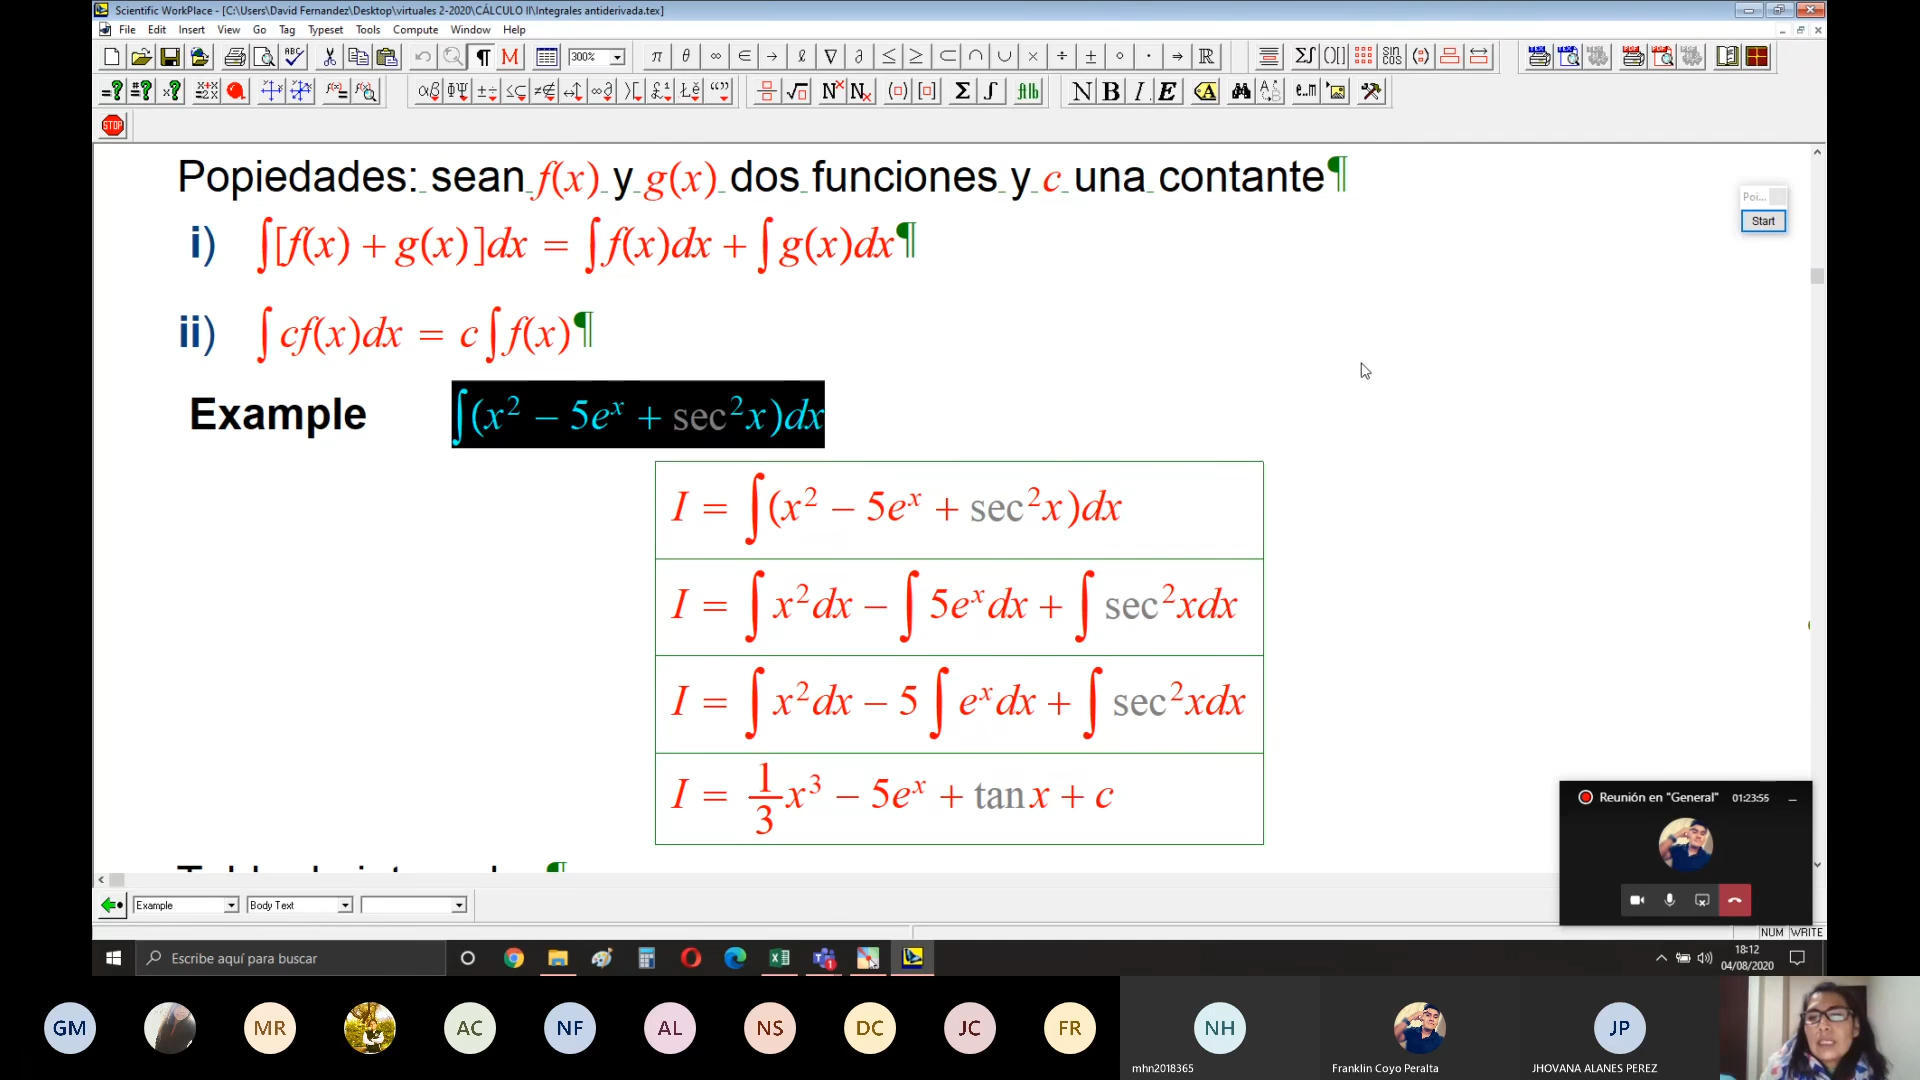 Scientific WorkPlace - [C:\Users\David Fernandez\Desktop\virtuales 2-2020\CÁLCULO II\Integrales antiderivada.tex]
File Edit Insert View Go Tag Typeset Tools Compute Window Help
300%
STOP
Popiedades: sean f(x) y g(x) dos funciones y c una contante¶
i) ∫[f(x) + g(x)]dx = ∫f(x)dx + ∫g(x)dx¶
ii) ∫cf(x)dx = c∫f(x)¶
Example ∫(x² − 5eˣ + sec²x)dx
I = ∫(x² − 5eˣ + sec²x)dx
I = ∫x²dx − ∫5eˣdx + ∫sec²xdx
I = ∫x²dx − 5∫eˣdx + ∫sec²xdx
I = 1/3 x³ − 5eˣ + tan x + c
Poi...
Start
Reunión en "General" 01:23:55
Example Body Text
NUM WRITE
Escribe aquí para buscar
18:12
04/08/2020
GM MR AC NF AL NS DC JC FR NH JP
mhn2018365 Franklin Coyo Peralta JHOVANA ALANES PEREZ